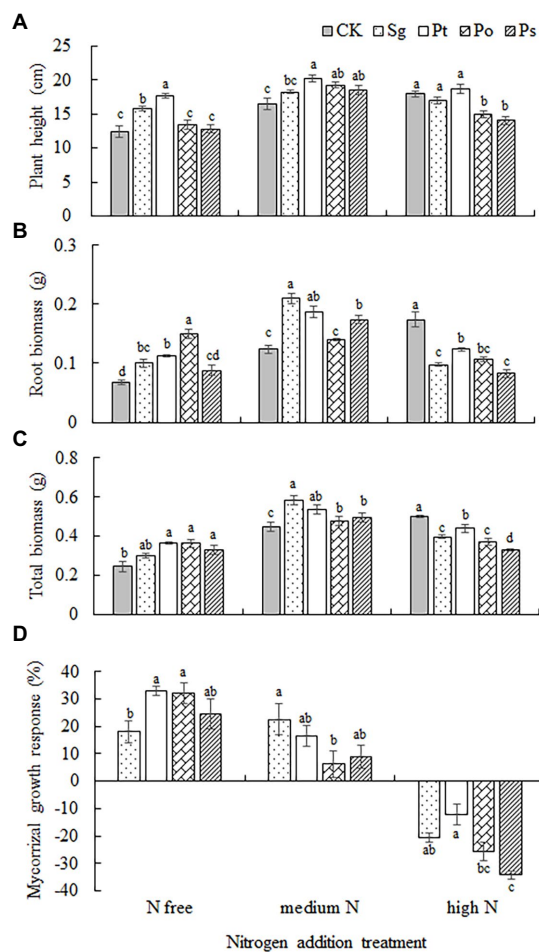 A
CK Sg Pt Po Ps
Plant height (cm)
25
20
15
10
5
0
c b a c c
c bc a ab ab
a a a b b
B
Root biomass (g)
0.3
0.2
0.1
0
d bc b a cd
c a ab c b
a c b bc c
C
Total biomass (g)
0.8
0.6
0.4
0.2
0
b ab a a a
c a ab b b
a c b c d
D
Mycorrizal growth response (%)
40
30
20
10
0
-10
-20
-30
-40
b a a ab
a ab b ab
ab a bc c
N free medium N high N
Nitrogen addition treatment